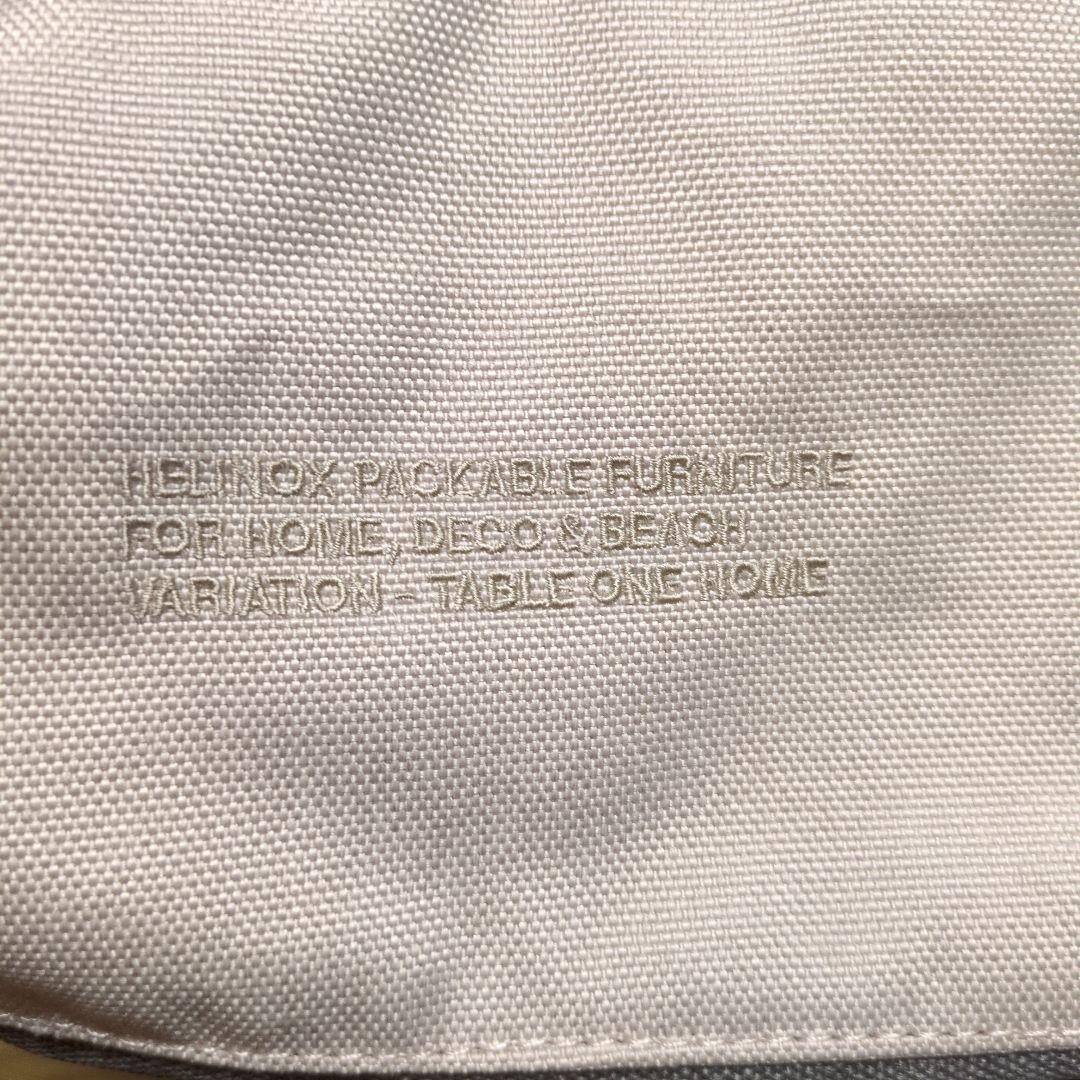 HELINOX PACKABLE FURNITURE
FOR HOME, DECO & BEACH
VARIATION - TABLE ONE HOME